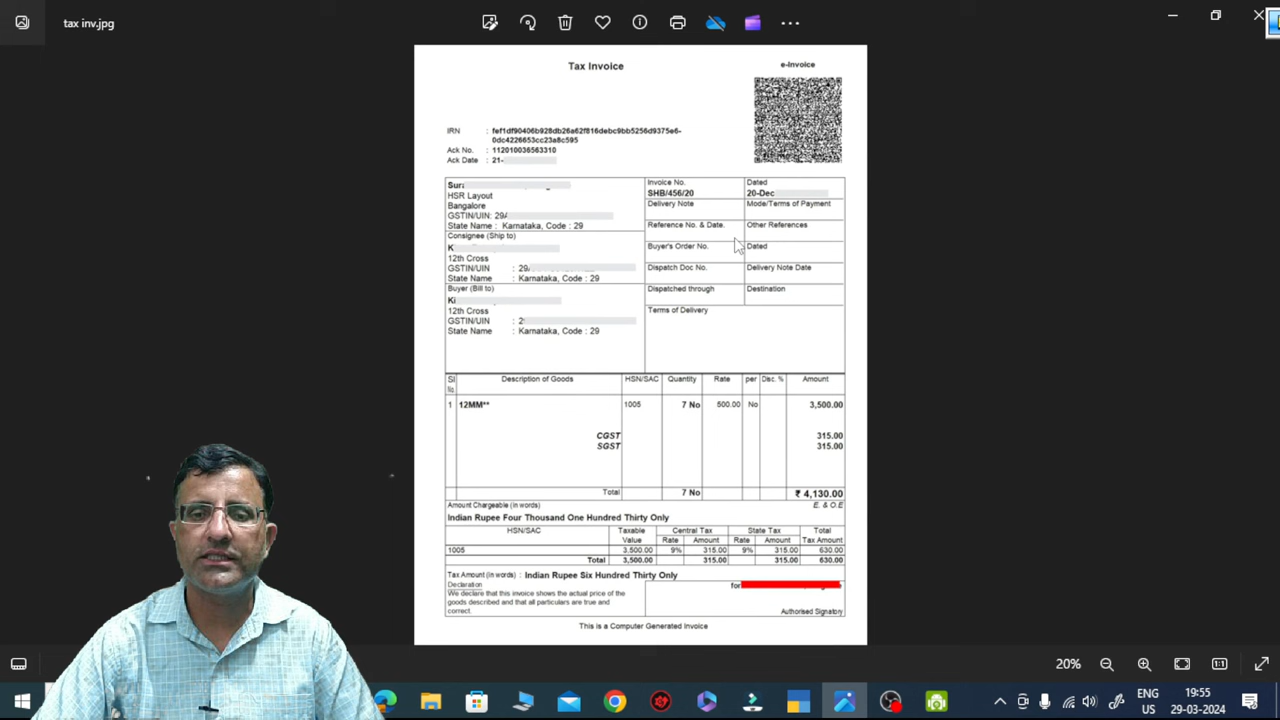 tax inv.jpg
Tax Invoice
e-Invoice
IRN : fef1df90406b928db26a62f816debc9bb5256d9375e6-
0dc4226653cc23a8c595
Ack No. : 112010036563310
Ack Date : 21-
HSR Layout
Bangalore
GSTIN/UIN: 29
State Name : Karnataka, Code : 29
Consignee (Ship to)
K
12th Cross
GSTIN/UIN : 29
State Name : Karnataka, Code : 29
Buyer (Bill to)
Ki
12th Cross
GSTIN/UIN : 2
State Name : Karnataka, Code : 29
Invoice No. Dated
SHB/456/20 20-Dec
Delivery Note Mode/Terms of Payment
Reference No. & Date. Other References
Buyer's Order No. Dated
Dispatch Doc No. Delivery Note Date
Dispatched through Destination
Terms of Delivery
Sl No. Description of Goods HSN/SAC Quantity Rate per Disc. % Amount
1 12MM** 1005 7 No 500.00 No 3,500.00
CGST 315.00
SGST 315.00
Total 7 No ₹ 4,130.00
Amount Chargeable (in words) E. & O.E
Indian Rupee Four Thousand One Hundred Thirty Only
HSN/SAC Taxable Value Central Tax State Tax Total Tax Amount
Rate Amount Rate Amount
1005 3,500.00 9% 315.00 9% 315.00 630.00
Total 3,500.00 315.00 315.00 630.00
Tax Amount (in words) : Indian Rupee Six Hundred Thirty Only
Declaration
We declare that this invoice shows the actual price of the
goods described and that all particulars are true and
correct.
for
Authorised Signatory
This is a Computer Generated Invoice
20%
1:1
ENG
US
9:19 PM
29-03-2024